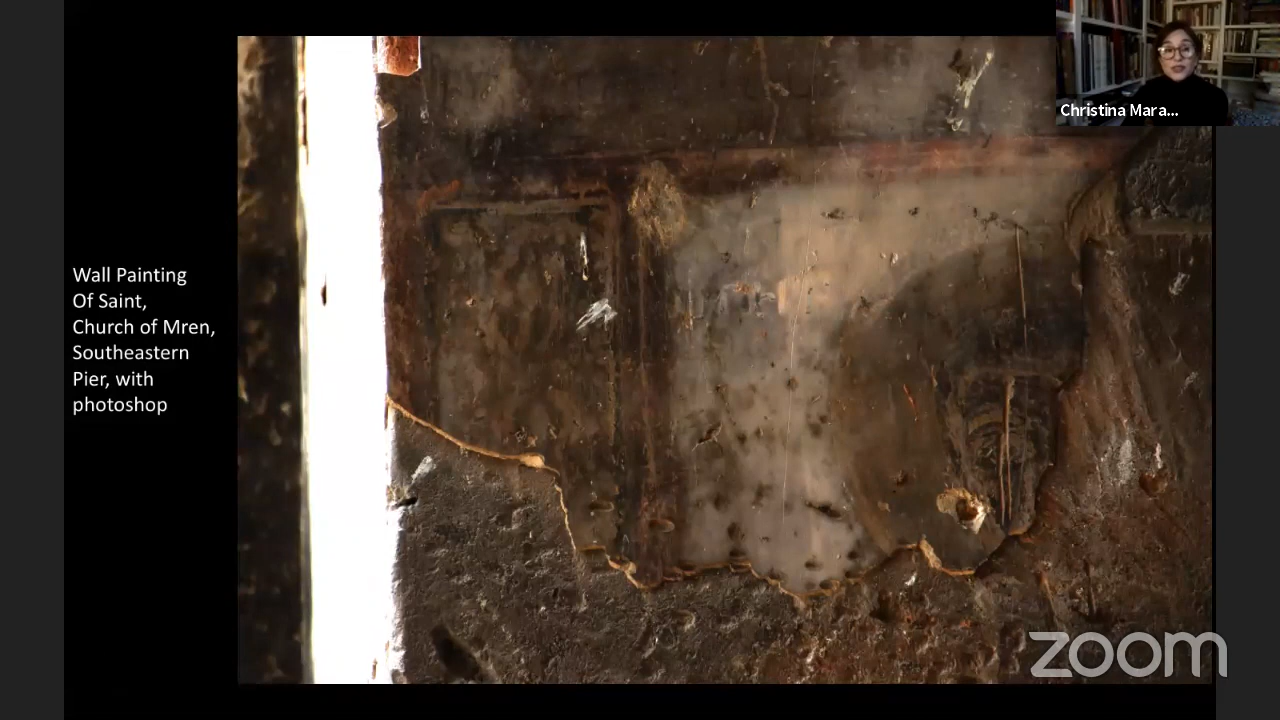 Christina Mara...
Wall Painting
Of Saint,
Church of Mren,
Southeastern
Pier, with
photoshop
zoom